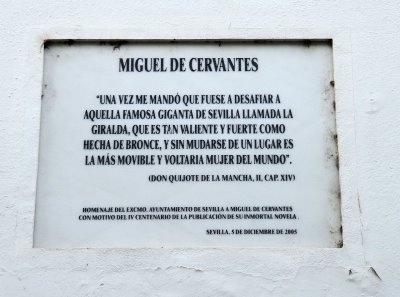 MIGUEL DE CERVANTES
"UNA VEZ ME MANDÓ QUE FUESE A DESAFIAR A
AQUELLA FAMOSA GIGANTA DE SEVILLA LLAMADA LA
GIRALDA, QUE ES TAN VALIENTE Y FUERTE COMO
HECHA DE BRONCE, Y SIN MUDARSE DE UN LUGAR ES
LA MÁS MOVIBLE Y VOLTARIA MUJER DEL MUNDO".
(DON QUIJOTE DE LA MANCHA, II, CAP. XIV)
HOMENAJE DEL EXCMO. AYUNTAMIENTO DE SEVILLA A MIGUEL DE CERVANTES
CON MOTIVO DEL IV CENTENARIO DE LA PUBLICACIÓN DE SU INMORTAL NOVELA
SEVILLA, 5 DE DICIEMBRE DE 2005